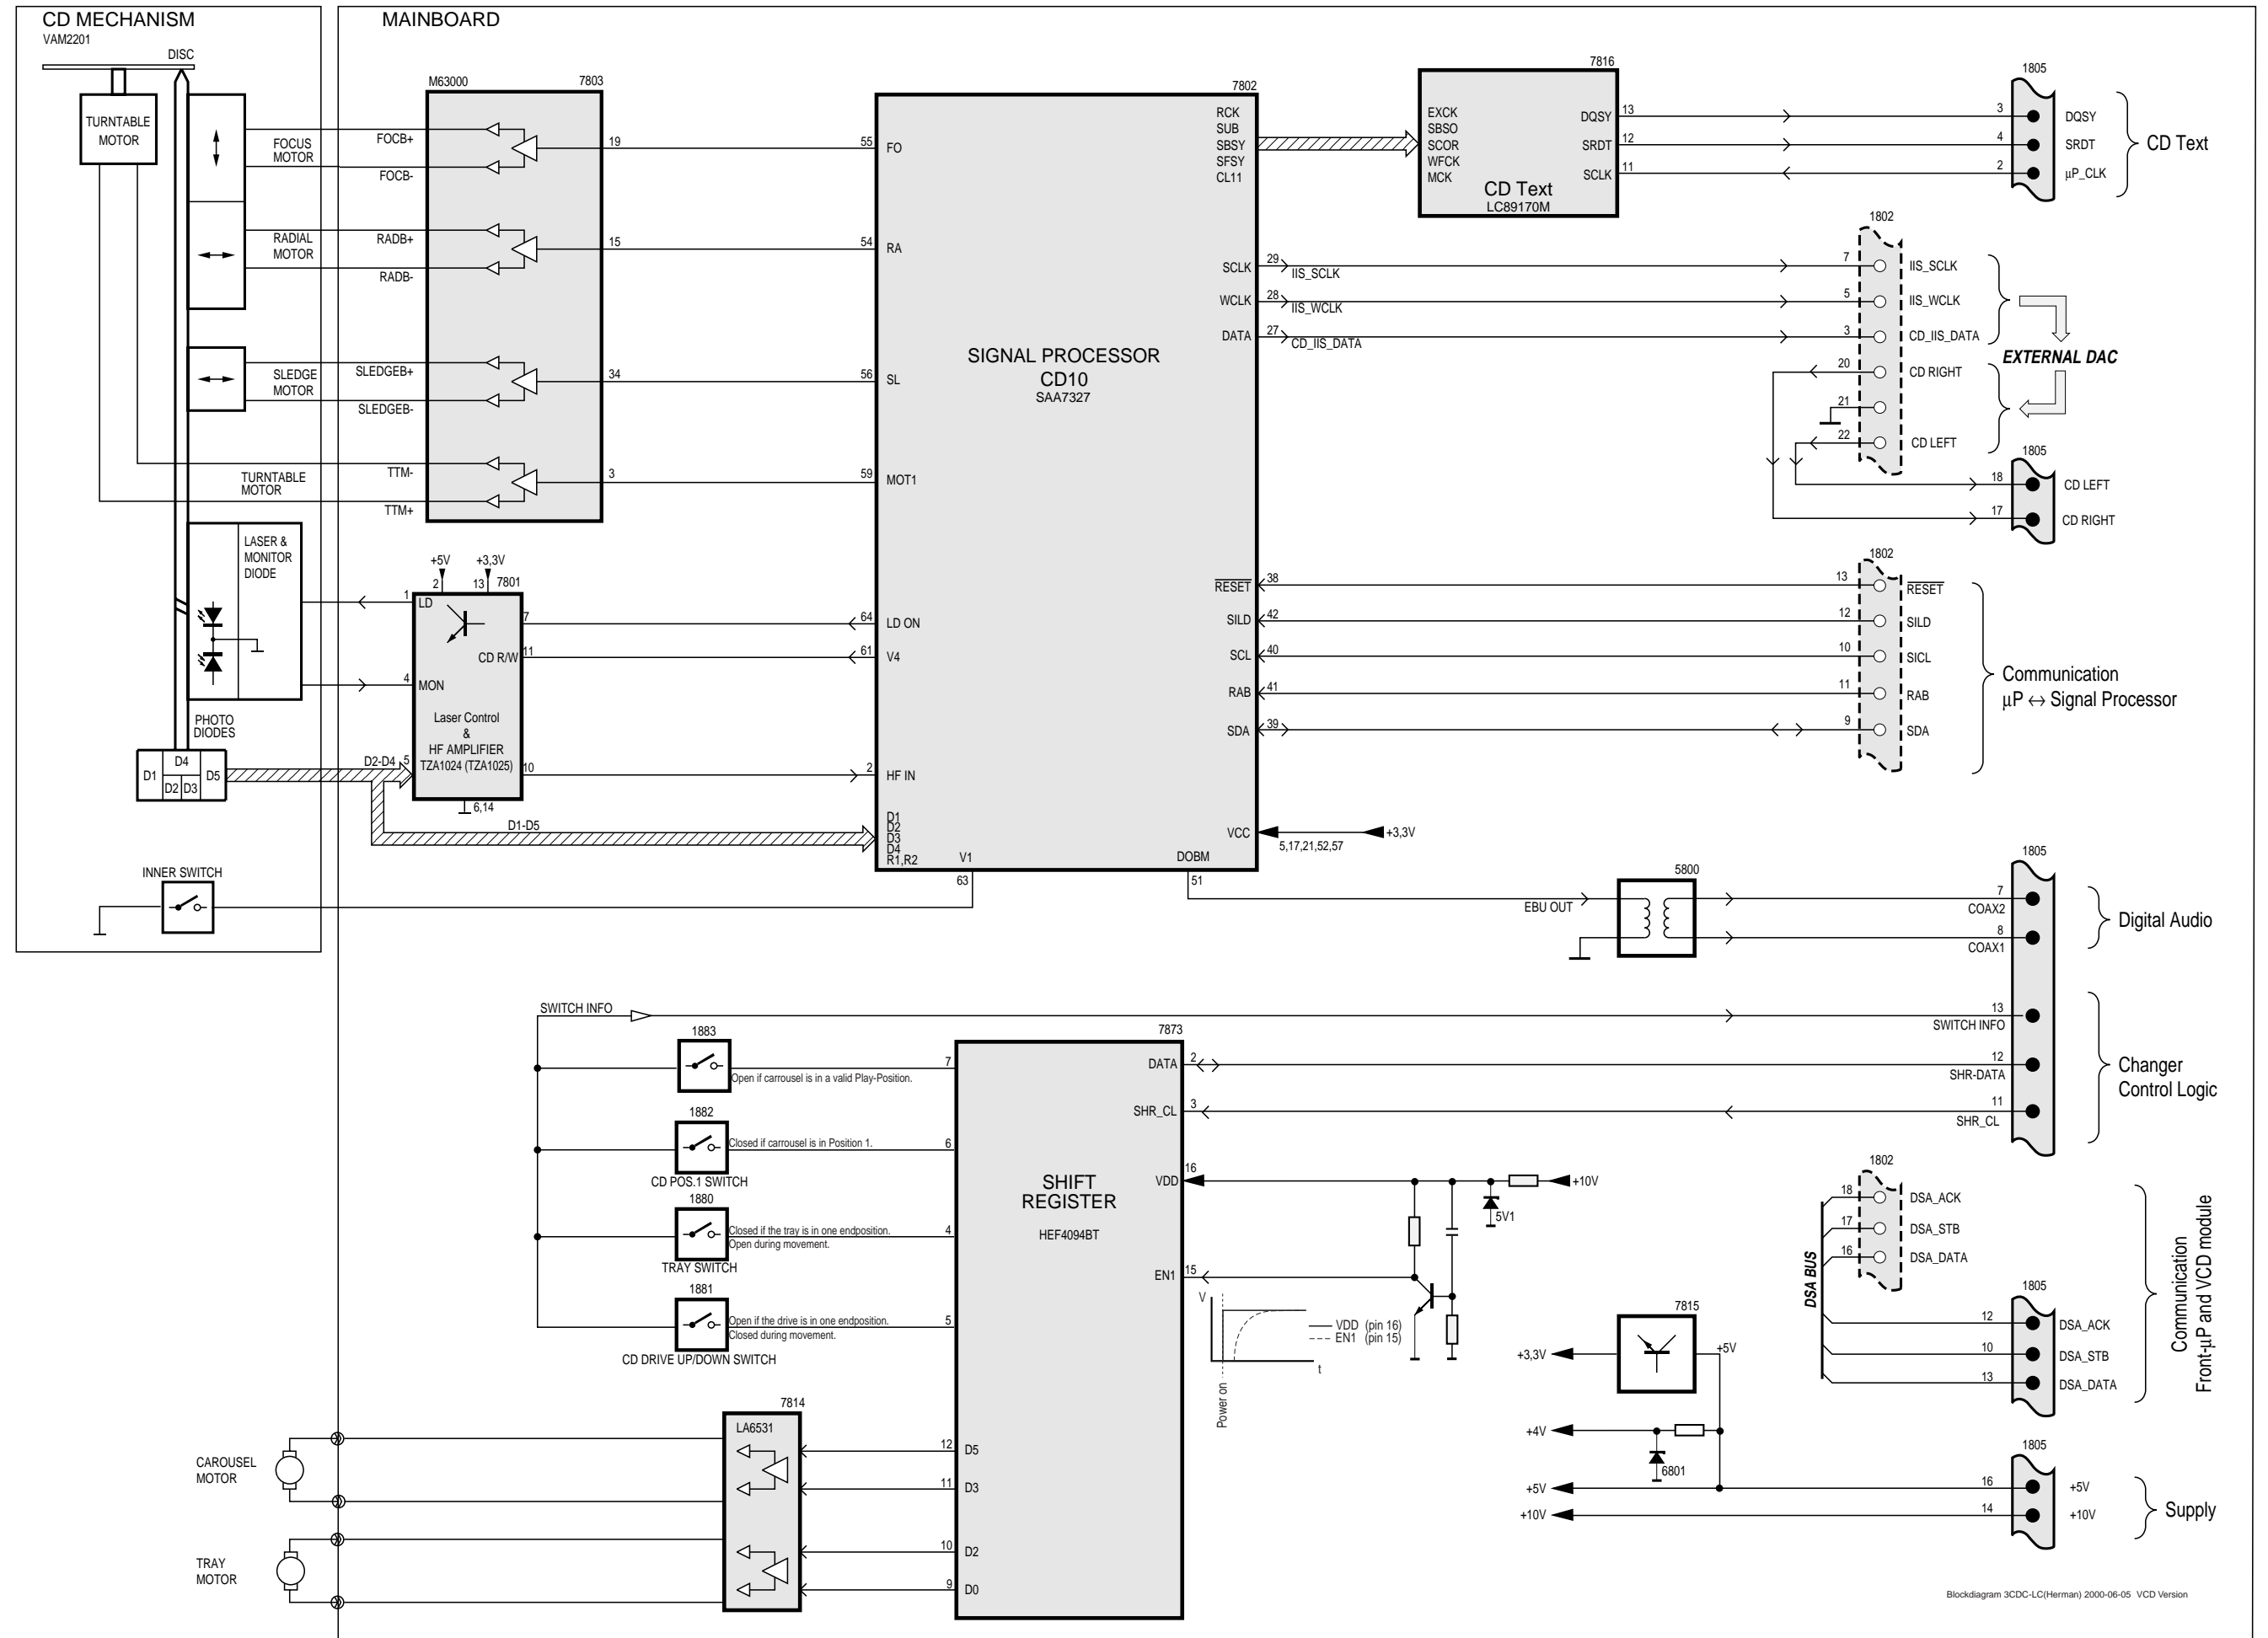 CD MECHANISM
VAM2201
DISC
TURNTABLE
MOTOR
FOCUS
MOTOR
RADIAL
MOTOR
SLEDGE
MOTOR
TURNTABLE
MOTOR
LASER &
MONITOR
DIODE
PHOTO
DIODES
D1
D4
D5
D2
D3
INNER SWITCH
MAINBOARD
M63000
7803
FOCB+
FOCB-
19
RADB+
RADB-
15
SLEDGEB+
SLEDGEB-
34
TTM-
TTM+
3
+5V
+3,3V
2
13
7801
1
LD
7
CD R/W
11
4
MON
Laser Control
&
HF AMPLIFIER
TZA1024 (TZA1025)
D2-D4
5
10
6,14
D1-D5
7802
55
FO
54
RA
56
SL
59
MOT1
64
LD ON
61
V4
2
HF IN
D1
D2
D3
D4
R1,R2
V1
63
SIGNAL PROCESSOR
CD10
SAA7327
RCK
SUB
SBSY
SFSY
CL11
SCLK
29
IIS_SCLK
WCLK
28
IIS_WCLK
DATA
27
CD_IIS_DATA
RESET
38
SILD
42
SCL
40
RAB
41
SDA
39
VCC
5,17,21,52,57
+3,3V
DOBM
51
7816
EXCK
SBSO
SCOR
WFCK
MCK
CD Text
LC89170M
DQSY
13
SRDT
12
SCLK
11
1805
3
DQSY
4
SRDT
2
µP_CLK
CD Text
1802
7
IIS_SCLK
5
IIS_WCLK
3
CD_IIS_DATA
20
CD RIGHT
21
22
CD LEFT
EXTERNAL DAC
1805
18
CD LEFT
17
CD RIGHT
1802
13
RESET
12
SILD
10
SICL
11
RAB
9
SDA
Communication
µP ↔ Signal Processor
EBU OUT
5800
1805
7
COAX2
8
COAX1
Digital Audio
13
SWITCH INFO
12
SHR-DATA
11
SHR_CL
Changer
Control Logic
SWITCH INFO
1883
Open if carrousel is in a valid Play-Position.
7
1882
Closed if carrousel is in Position 1.
6
CD POS.1 SWITCH
1880
Closed if the tray is in one endposition.
Open during movement.
4
TRAY SWITCH
1881
Open if the drive is in one endposition.
Closed during movement.
5
CD DRIVE UP/DOWN SWITCH
7873
SHIFT
REGISTER
HEF4094BT
DATA
2
SHR_CL
3
VDD
16
EN1
15
+10V
5V1
V
VDD (pin 16)
EN1 (pin 15)
t
Power on
12
D5
11
D3
10
D2
9
D0
7814
LA6531
CAROUSEL
MOTOR
TRAY
MOTOR
7815
+3,3V
+5V
+4V
6801
+5V
+10V
1802
18
DSA_ACK
17
DSA_STB
16
DSA_DATA
DSA BUS
1805
12
DSA_ACK
10
DSA_STB
13
DSA_DATA
Communication
Front-µP and VCD module
1805
16
+5V
14
+10V
Supply
Blockdiagram 3CDC-LC(Herman) 2000-06-05 VCD Version